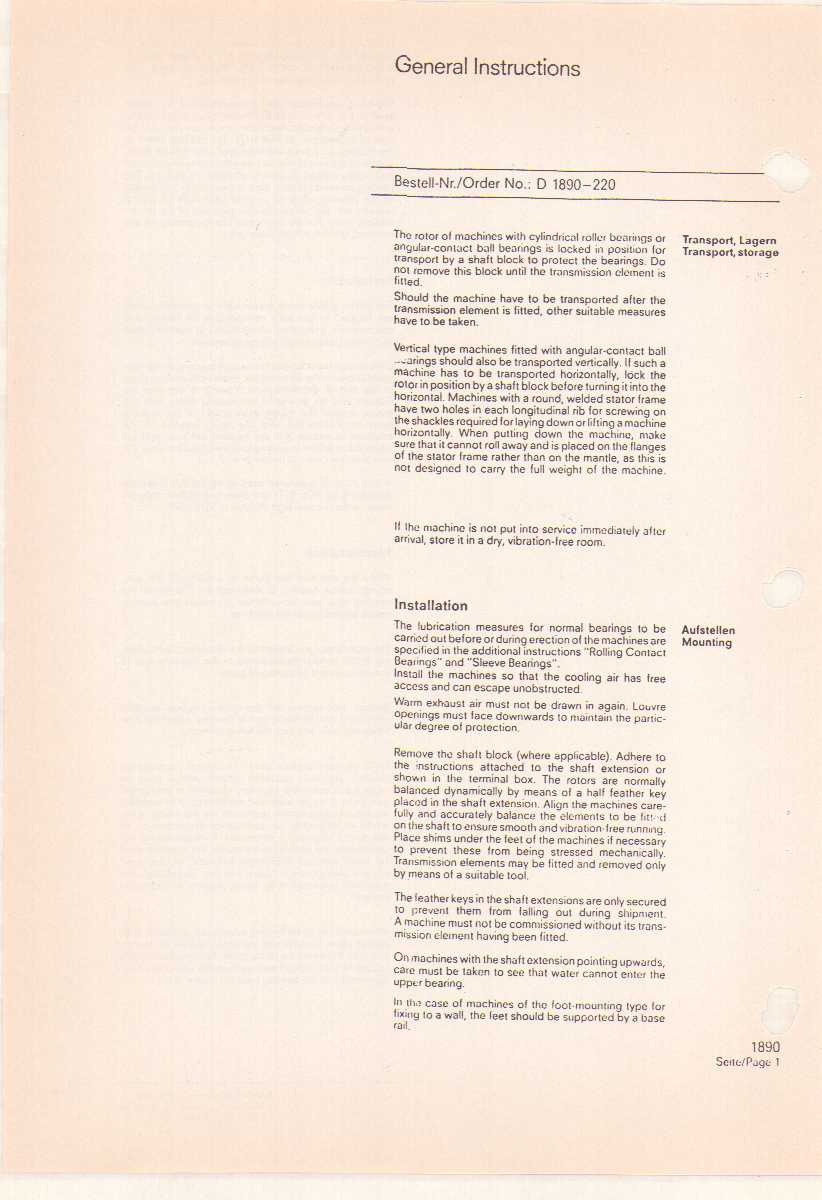 General Instructions
Bestell-Nr./Order No.: D 1890–220
The rotor of machines with cylindrical roller bearings or
angular-contact ball bearings is locked in position for
transport by a shaft block to protect the bearings. Do
not remove this block until the transmission element is
fitted.
Transport, Lagern
Transport, storage
Should the machine have to be transported after the
transmission element is fitted, other suitable measures
have to be taken.
Vertical type machines fitted with angular-contact ball
arings should also be transported vertically. If such a
machine has to be transported horizontally, lock the
rotor in position by a shaft block before turning it into the
horizontal. Machines with a round, welded stator frame
have two holes in each longitudinal rib for screwing on
the shackles required for laying down or lifting a machine
horizontally. When putting down the machine, make
sure that it cannot roll away and is placed on the flanges
of the stator frame rather than on the mantle, as this is
not designed to carry the full weight of the machine.
If the machine is not put into service immediately after
arrival, store it in a dry, vibration-free room.
Installation
The lubrication measures for normal bearings to be
carried out before or during erection of the machines are
specified in the additional instructions "Rolling Contact
Bearings" and "Sleeve Bearings".
Aufstellen
Mounting
Install the machines so that the cooling air has free
access and can escape unobstructed.
Warm exhaust air must not be drawn in again. Louvre
openings must face downwards to maintain the partic-
ular degree of protection.
Remove the shaft block (where applicable). Adhere to
the instructions attached to the shaft extension or
shown in the terminal box. The rotors are normally
balanced dynamically by means of a half feather key
placed in the shaft extension. Align the machines care-
fully and accurately balance the elements to be fitted
on the shaft to ensure smooth and vibration-free running.
Place shims under the feet of the machines if necessary
to prevent these from being stressed mechanically.
Transmission elements may be fitted and removed only
by means of a suitable tool.
The feather keys in the shaft extensions are only secured
to prevent them from falling out during shipment.
A machine must not be commissioned without its trans-
mission element having been fitted.
On machines with the shaft extension pointing upwards,
care must be taken to see that water cannot enter the
upper bearing.
In the case of machines of the foot-mounting type for
fixing to a wall, the feet should be supported by a base
rail.
1890
Seite/Page 1